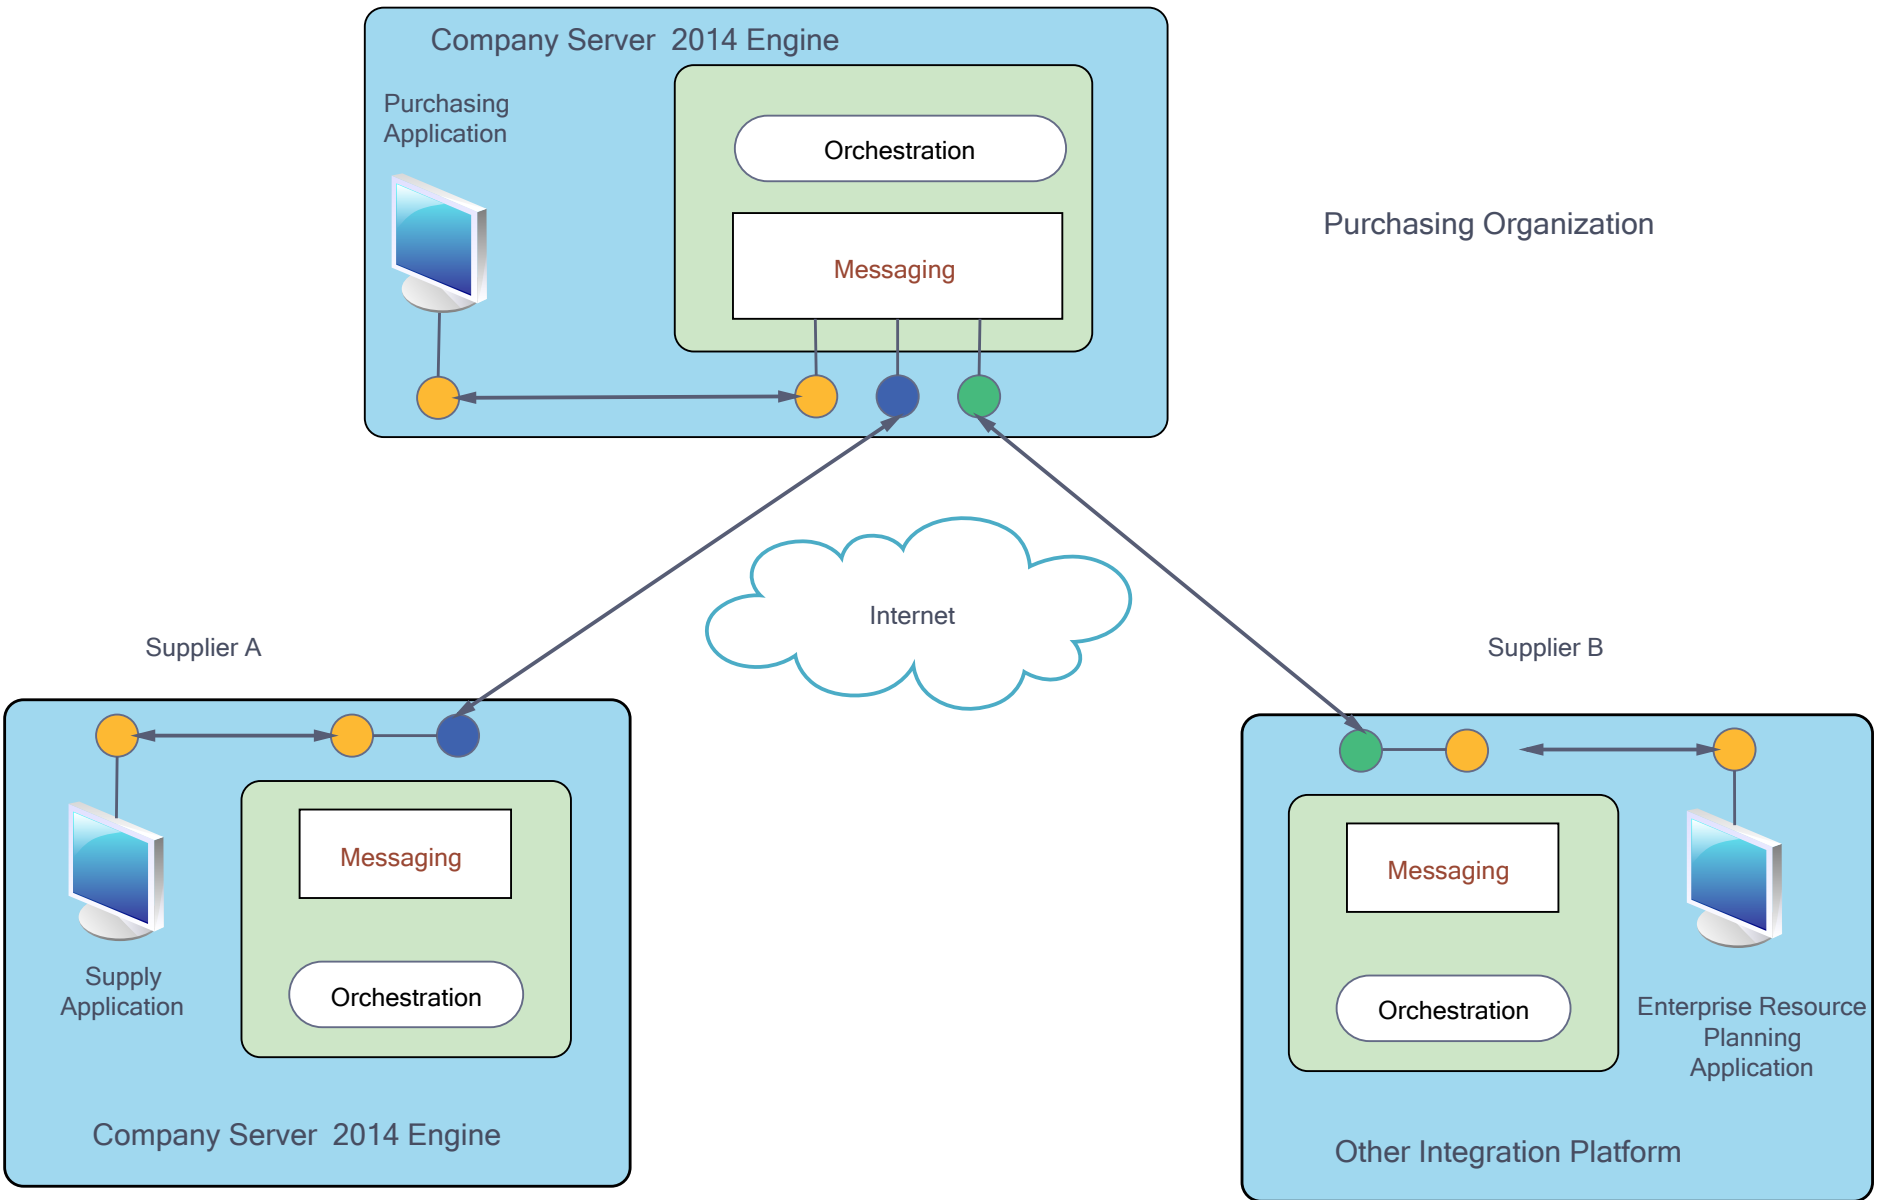 Company Server  2014 Engine
Purchasing
Application
Orchestration
Messaging
Purchasing Organization
Internet
Supplier A
Supplier B
Messaging
Orchestration
Supply
Application
Company Server  2014 Engine
Messaging
Orchestration
Enterprise Resource
Planning
Application
Other Integration Platform